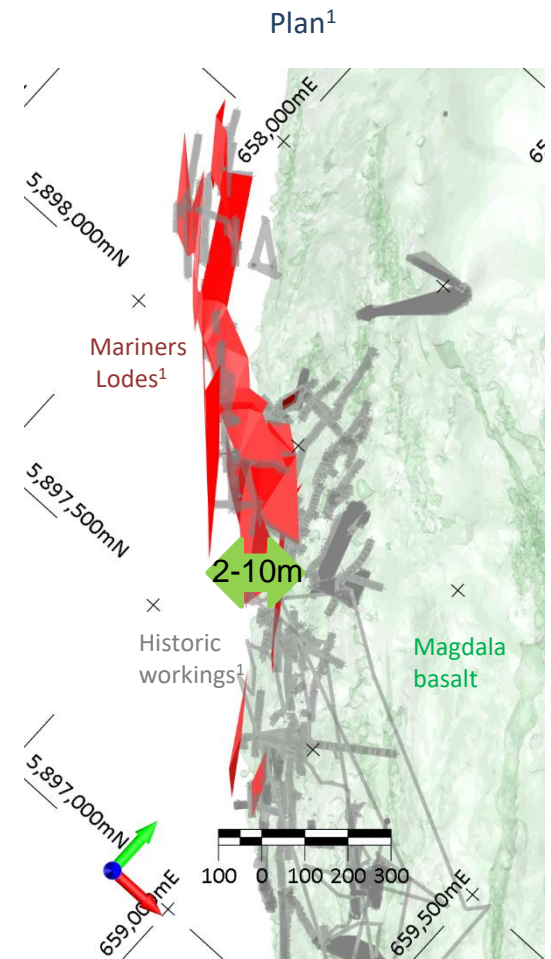 Plan¹
658,000mE
65
5,898,000mN
Mariners
Lodes¹
5,897,500mN
2-10m
Historic
workings¹
Magdala
basalt
5,897,000mN
100 0 100 200 300
659,000mE
659,500mE